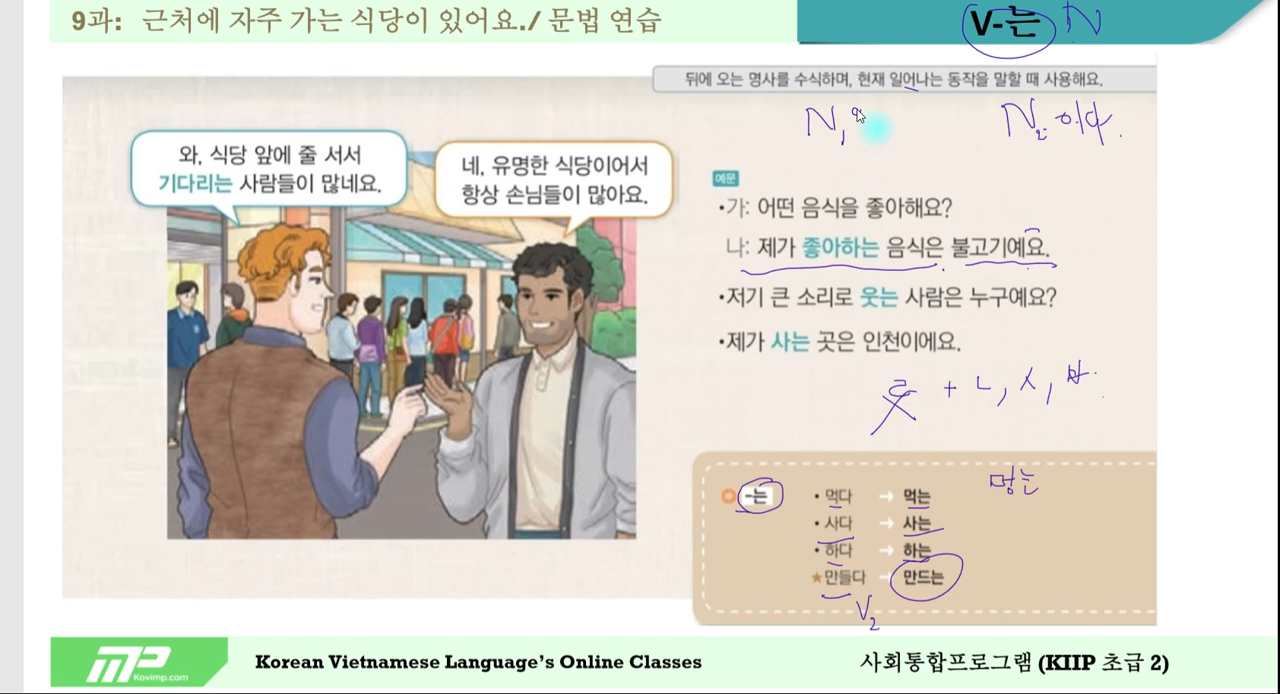 9과: 근처에 자주 가는 식당이 있어요./ 문법 연습
V-는 N
뒤에 오는 명사를 수식하며, 현재 일어나는 동작을 말할 때 사용해요.
와, 식당 앞에 줄 서서
기다리는 사람들이 많네요.
네, 유명한 식당이어서
항상 손님들이 많아요.
N₂ 이다.
예문
•가: 어떤 음식을 좋아해요?
나: 제가 좋아하는 음식은 불고기예요.
•저기 큰 소리로 웃는 사람은 누구예요?
•제가 사는 곳은 인천이에요.
ㄹ + ㄴ, ㅅ, ㅂ.
멍는
-는
• 먹다 → 먹는
• 사다 → 사는
• 하다 → 하는
★만들다 → 만드는
V₂
MP
Kovimp.com
Korean Vietnamese Language's Online Classes
사회통합프로그램 (KIIP 초급 2)